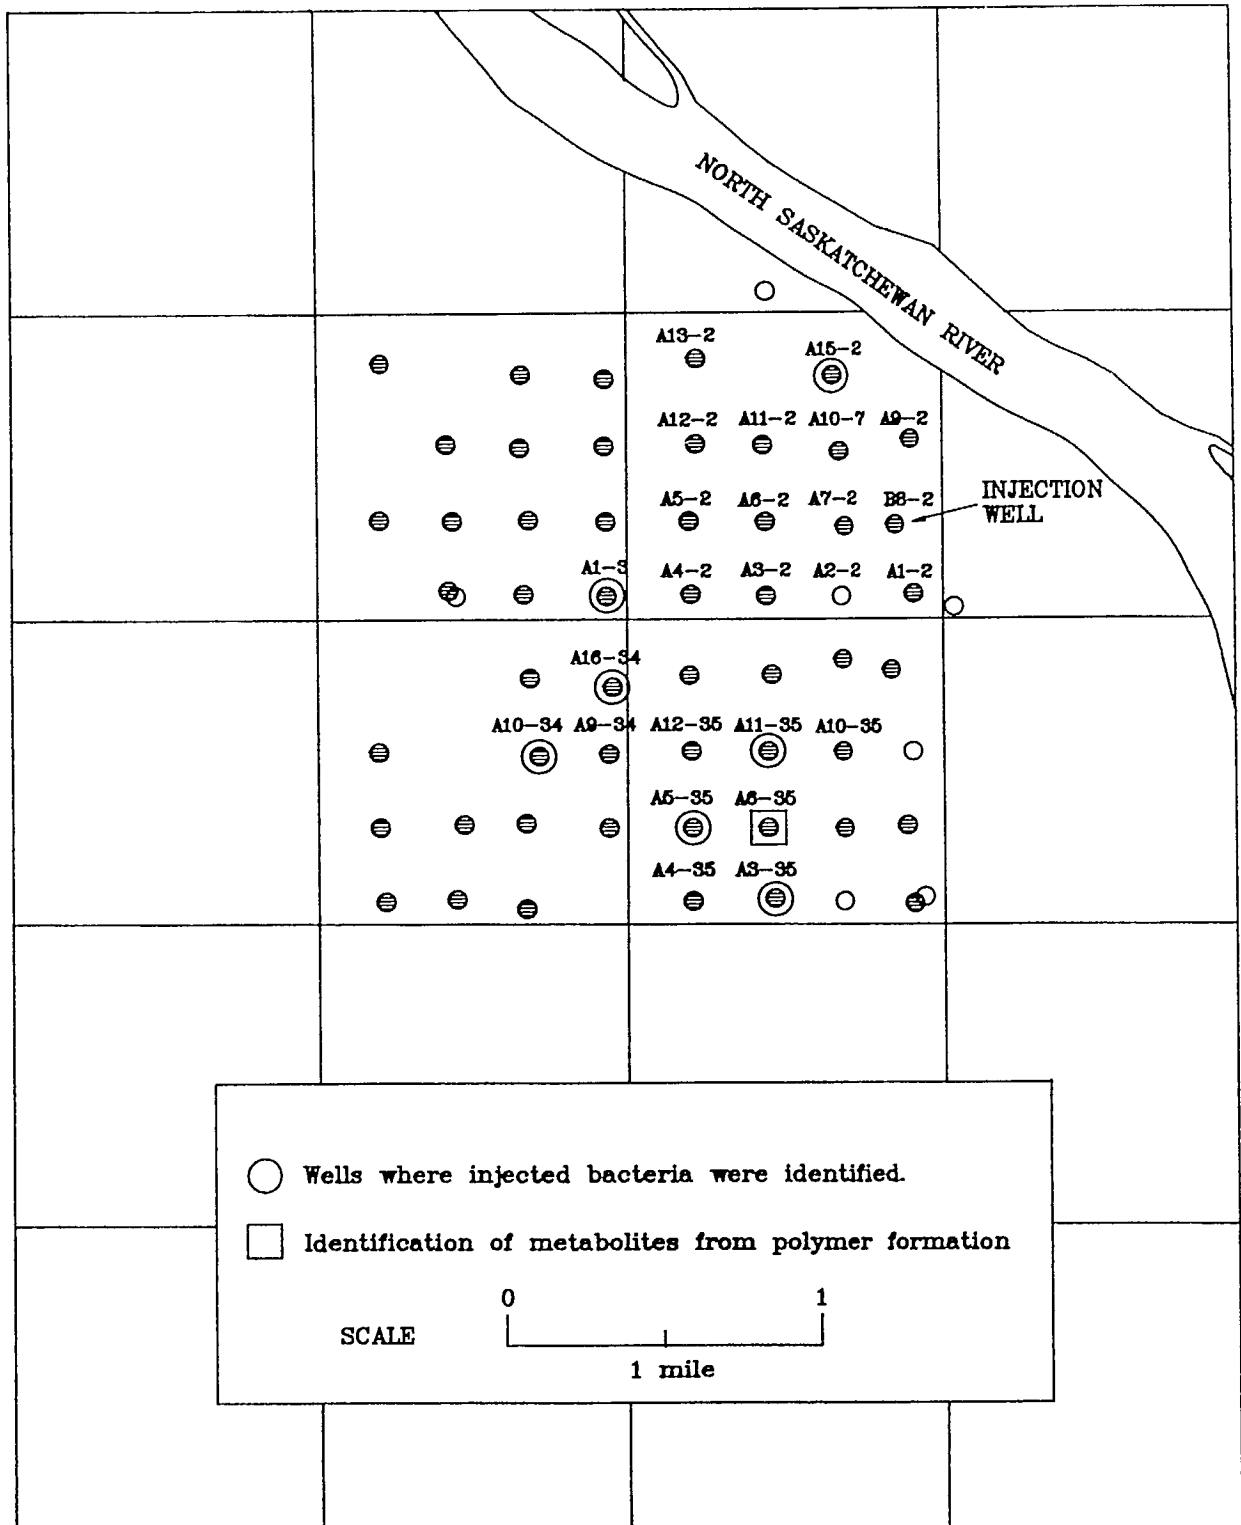 NORTH SASKATCHEWAN RIVER
A13-2
A15-2
A12-2 A11-2 A10-7 A9-2
A5-2 A6-2 A7-2 B8-2
INJECTION
WELL
A1-3 A4-2 A3-2 A2-2 A1-2
A16-34
A10-34 A9-34 A12-35 A11-35 A10-35
A5-35 A6-35
A4-35 A3-35
Wells where injected bacteria were identified.
Identification of metabolites from polymer formation
0 1
SCALE
1 mile